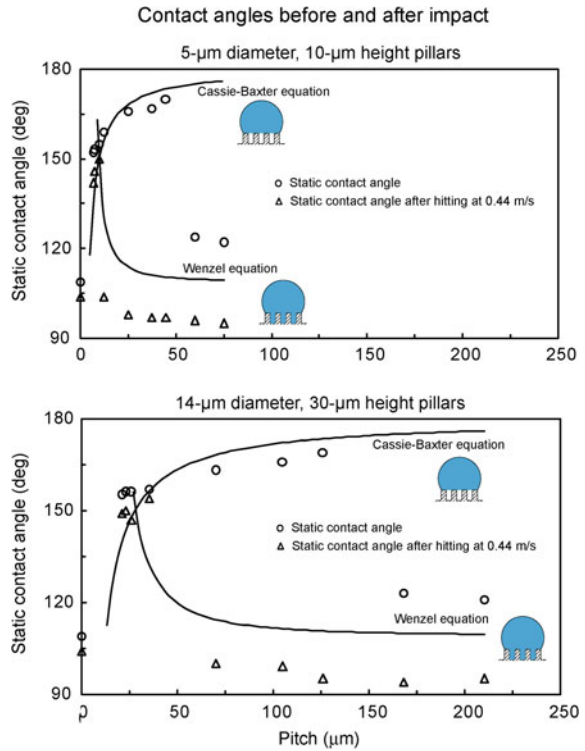 Contact angles before and after impact
5-μm diameter, 10-μm height pillars
Static contact angle (deg)
180
150
120
90
Cassie-Baxter equation
Static contact angle
Static contact angle after hitting at 0.44 m/s
Wenzel equation
0 50 100 150 200 250
14-μm diameter, 30-μm height pillars
Static contact angle (deg)
180
150
120
90
Cassie-Baxter equation
Static contact angle
Static contact angle after hitting at 0.44 m/s
Wenzel equation
50 100 150 200 250
Pitch (μm)